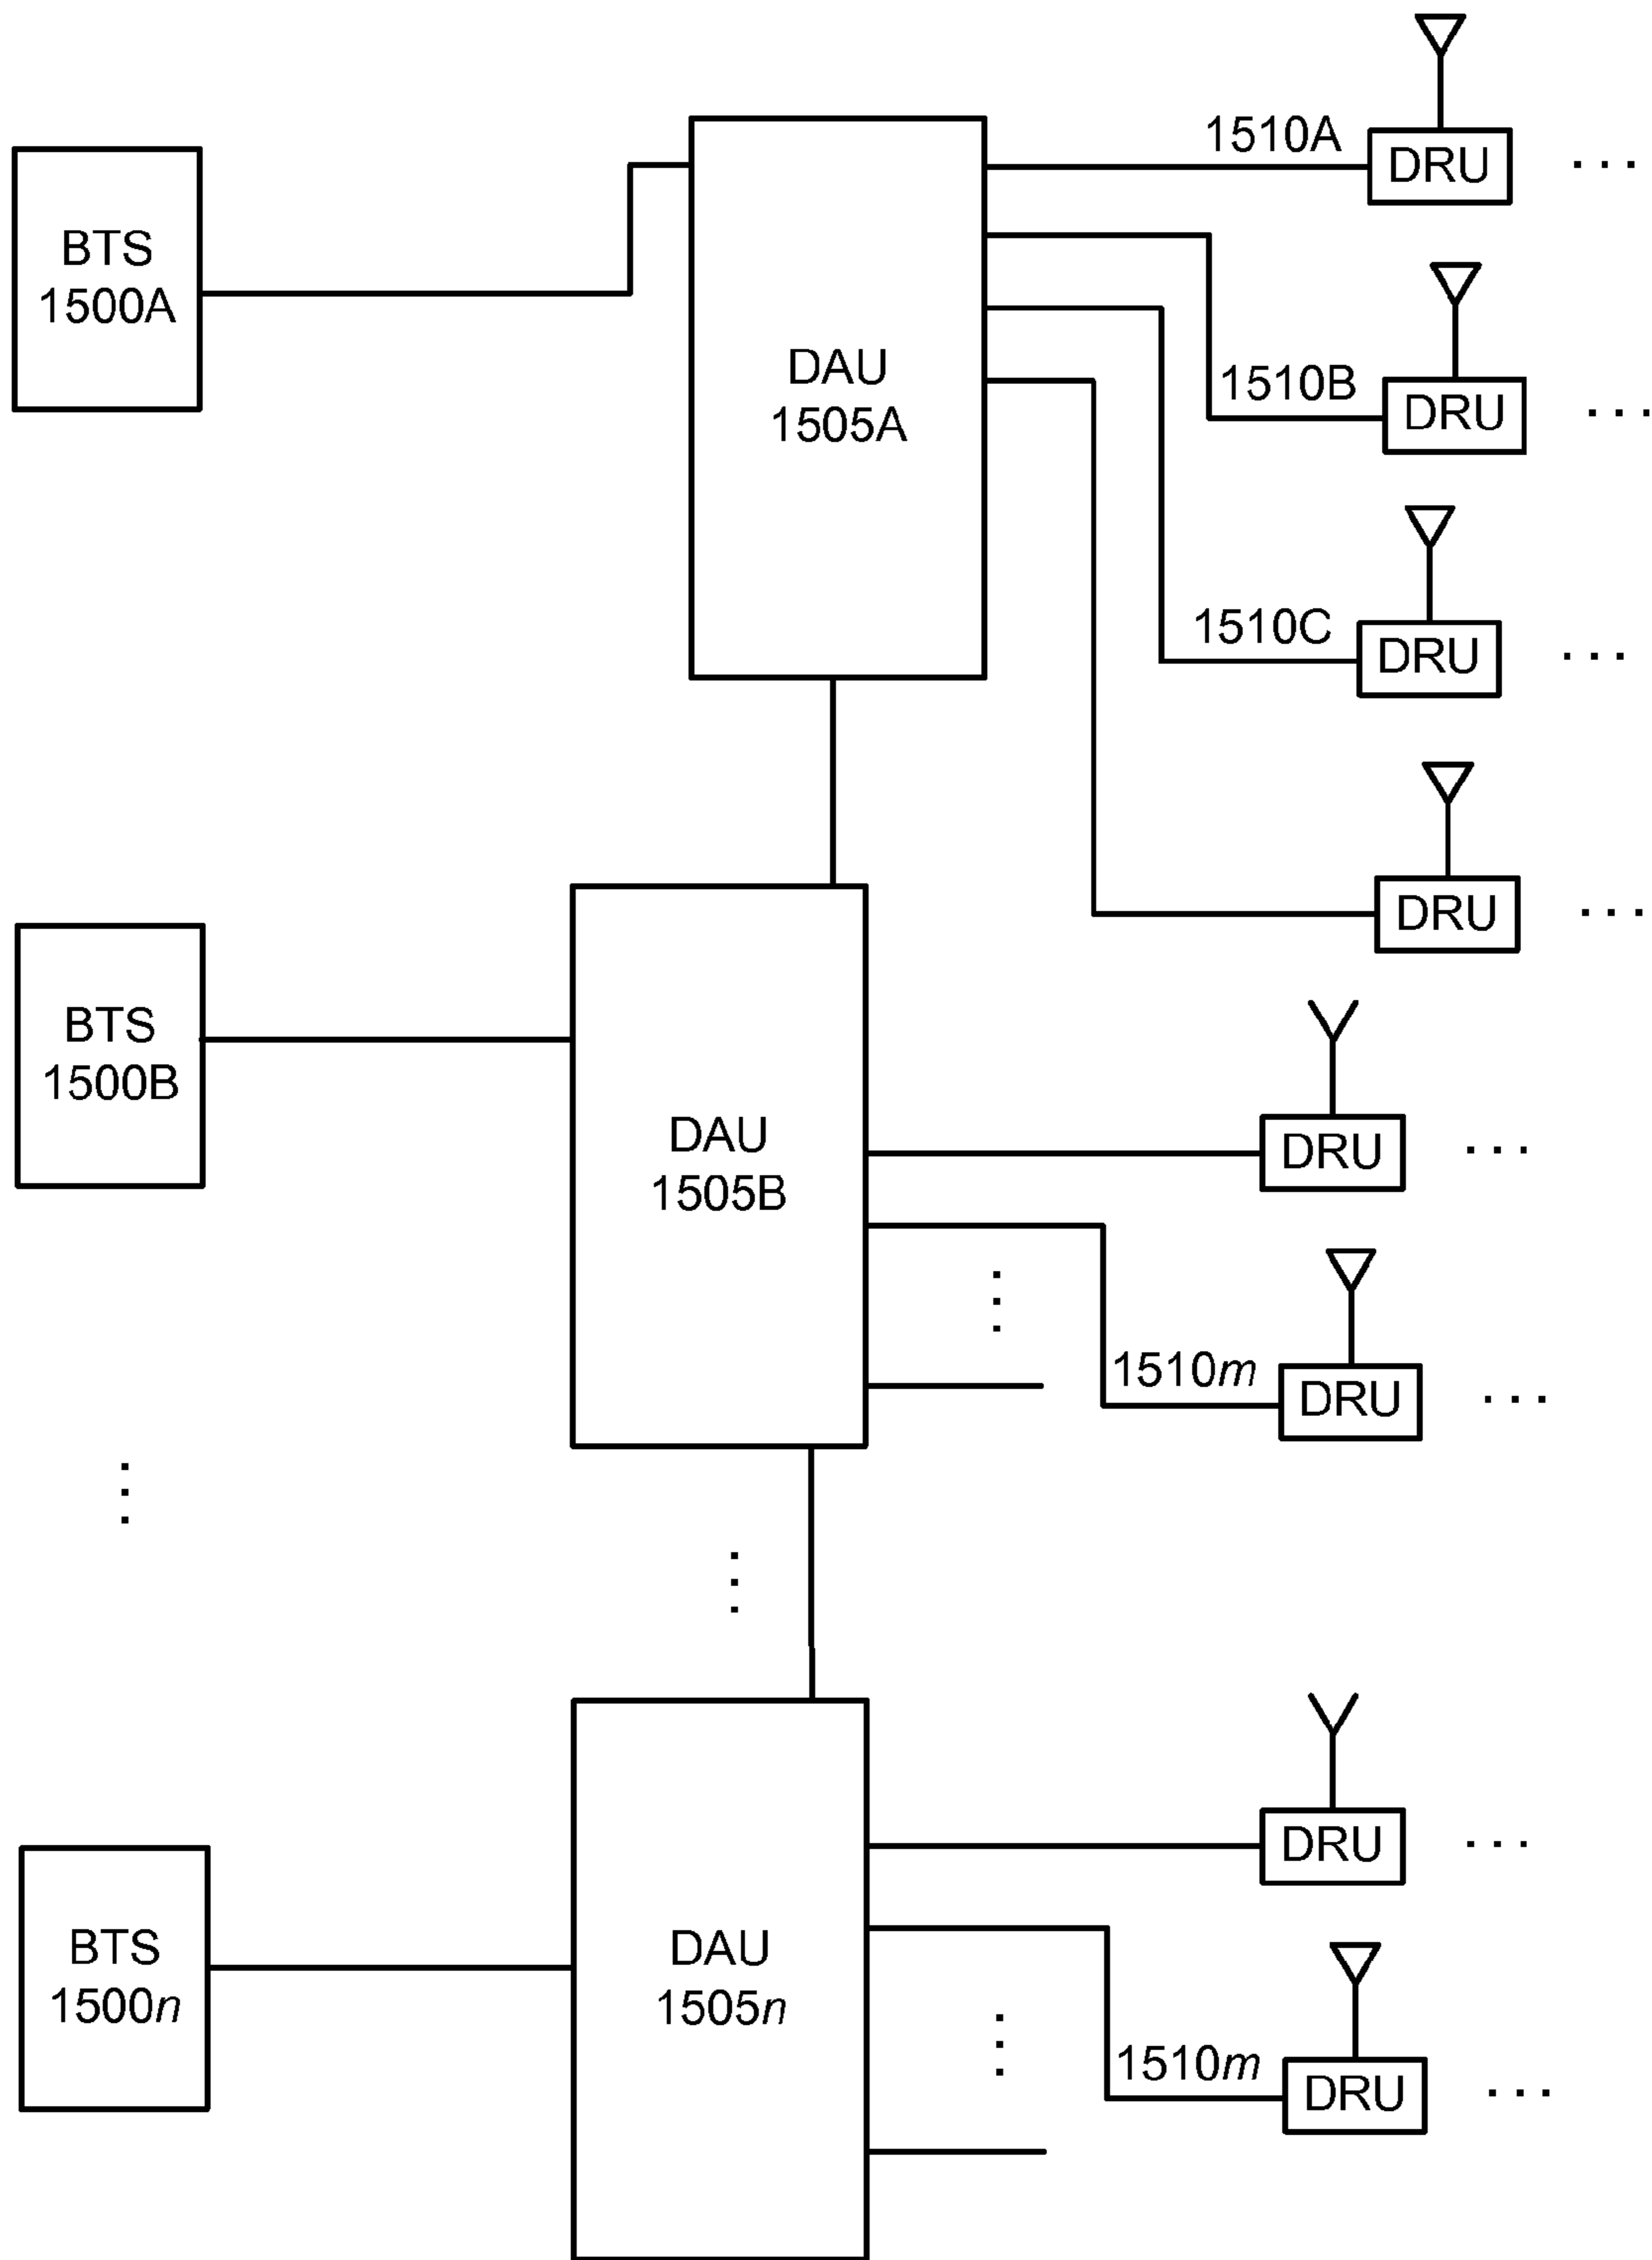 1510A
DRU
...
BTS
1500A
DAU
1505A
1510B
DRU
...
1510C
DRU
...
DRU
...
BTS
1500B
DAU
1505B
DRU
...
1510m
DRU
...
DRU
...
BTS
1500n
DAU
1505n
1510m
DRU
...